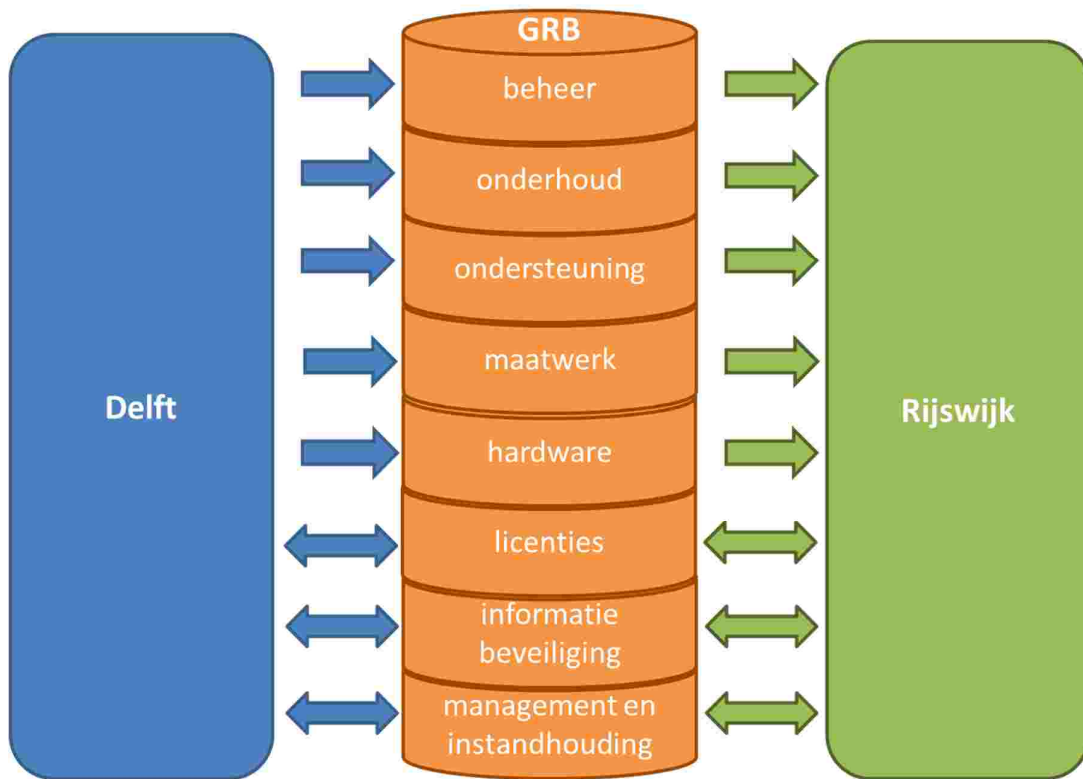 GRB
beheer
onderhoud
ondersteuning
maatwerk
Delft
Rijswijk
hardware
licenties
informatie
beveiliging
management en
instandhouding